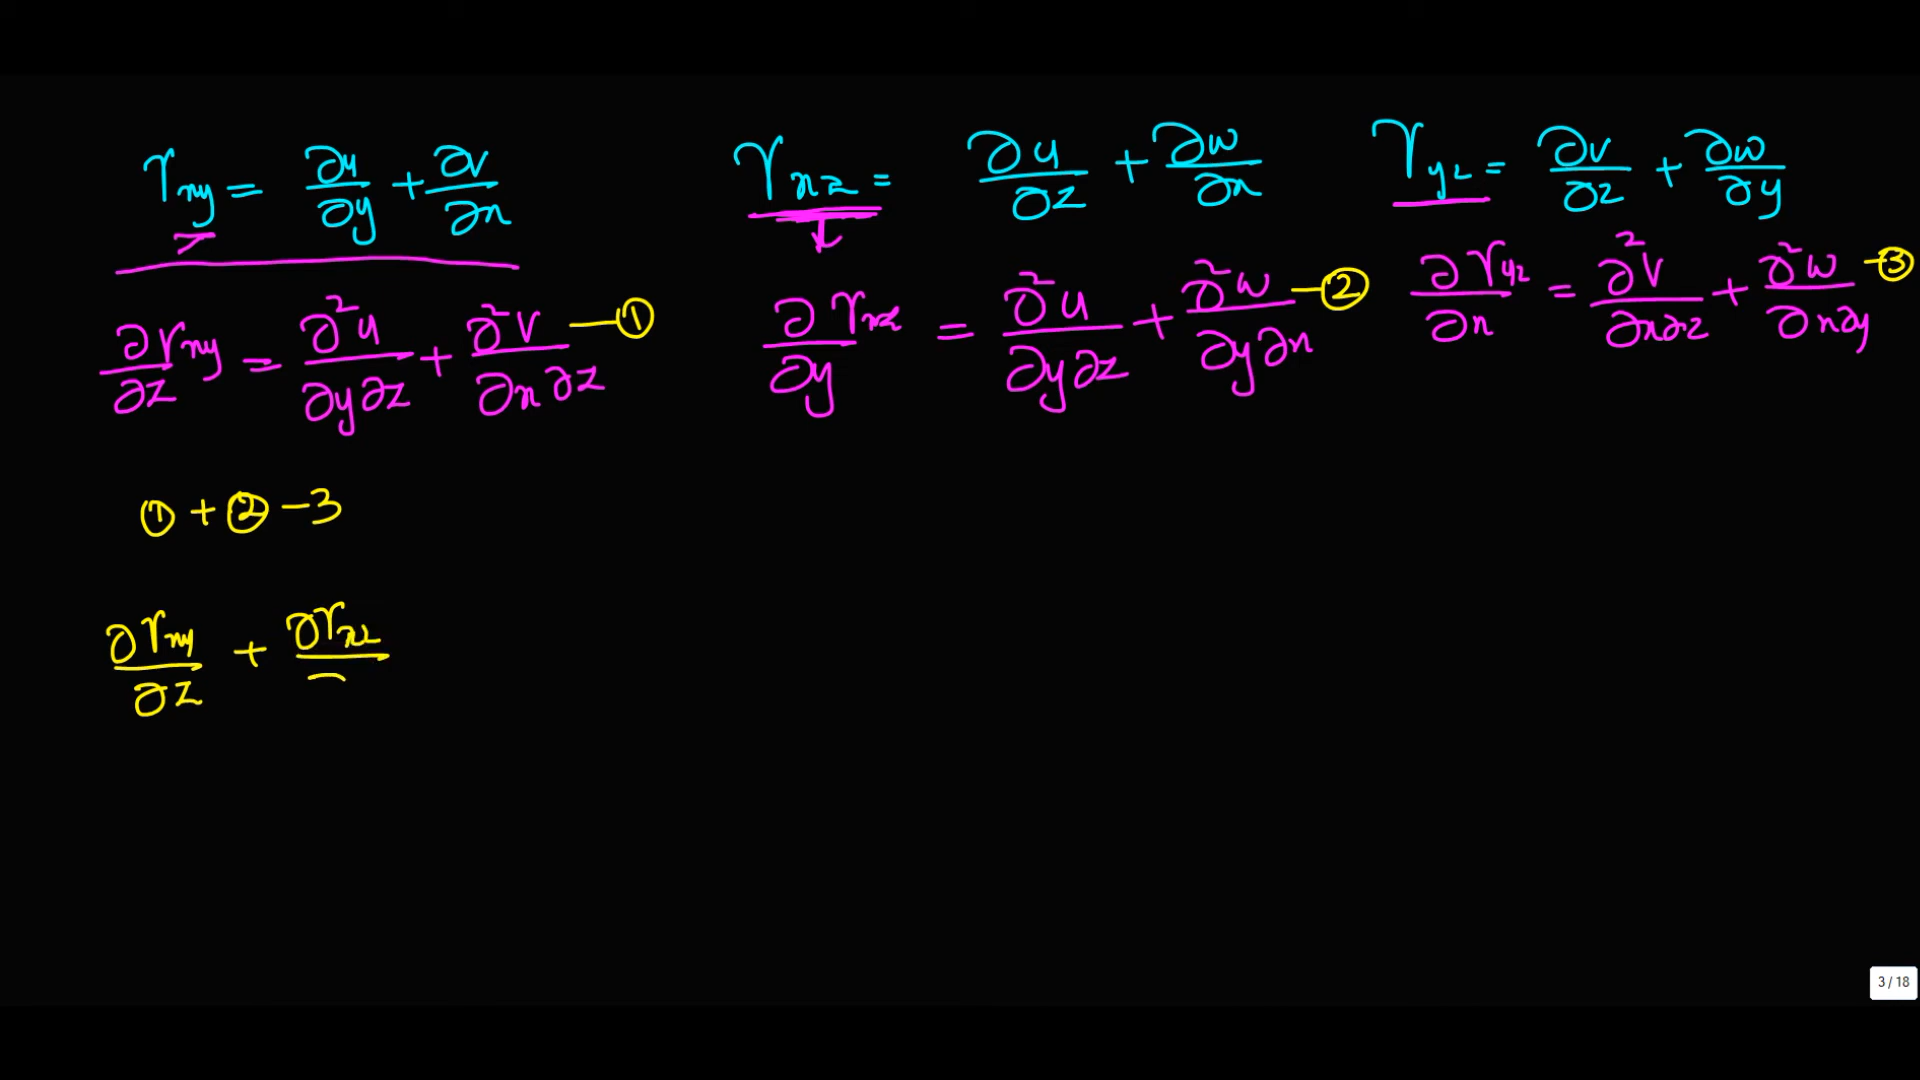 γxy = ∂u/∂y + ∂v/∂x
γxz = ∂u/∂z + ∂w/∂x
γyz = ∂v/∂z + ∂w/∂y
∂γxy/∂z = ∂²u/∂y∂z + ∂²v/∂x∂z —①
∂γxz/∂y = ∂²u/∂y∂z + ∂²w/∂y∂x —②
∂γyz/∂x = ∂²v/∂x∂z + ∂²w/∂x∂y —③
① + ② - 3
∂γxy/∂z + ∂γxz
3 / 18